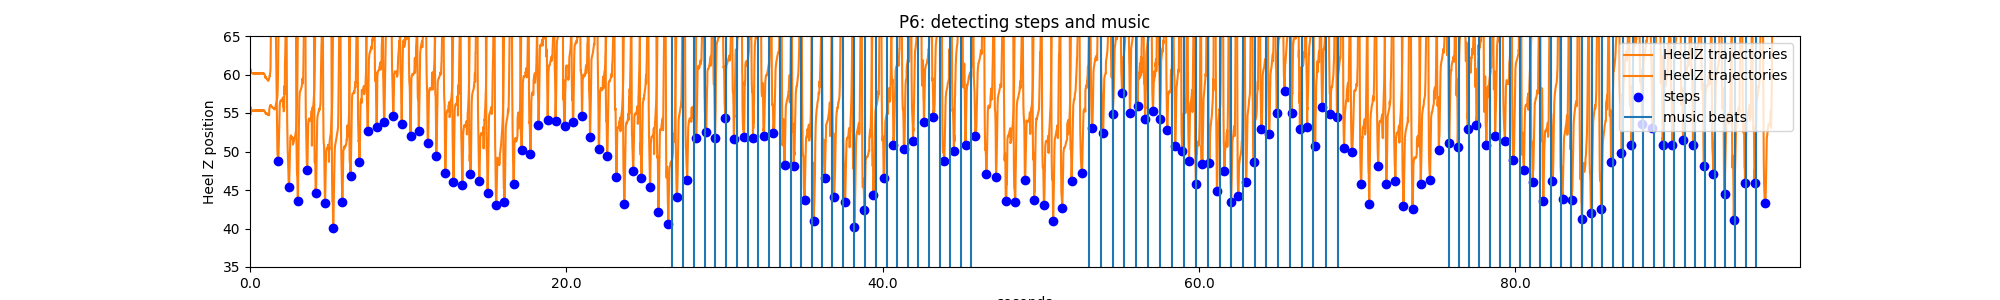 P6: detecting steps and music
65
60
55
50
45
40
35
Heel Z position
0.0
20.0
40.0
60.0
80.0
HeelZ trajectories
HeelZ trajectories
steps
music beats